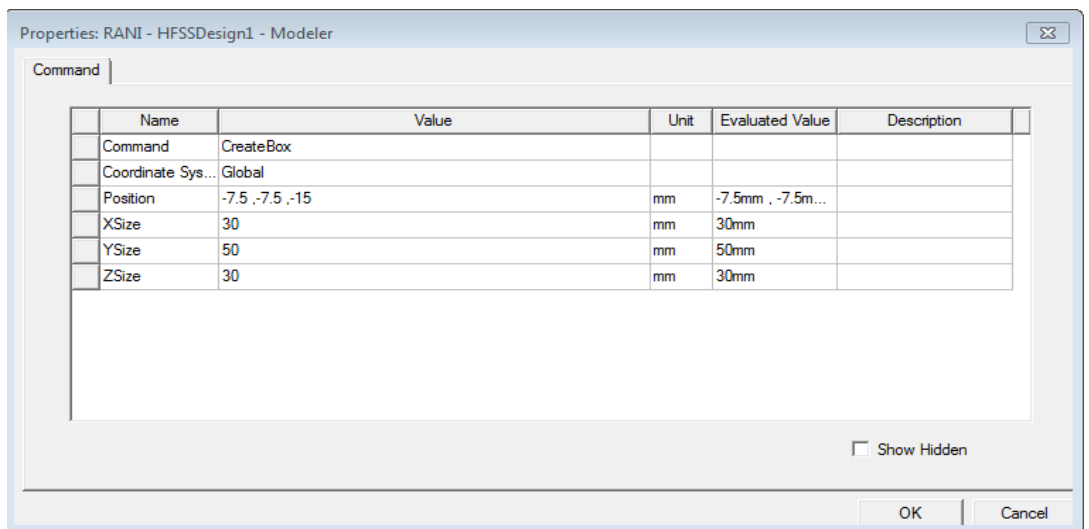 Properties: RANI - HFSSDesign1 - Modeler
Command
Name Value Unit Evaluated Value Description
Command CreateBox
Coordinate Sys... Global
Position -7.5 ,-7.5 ,-15 mm -7.5mm , -7.5m...
XSize 30 mm 30mm
YSize 50 mm 50mm
ZSize 30 mm 30mm
Show Hidden
OK Cancel